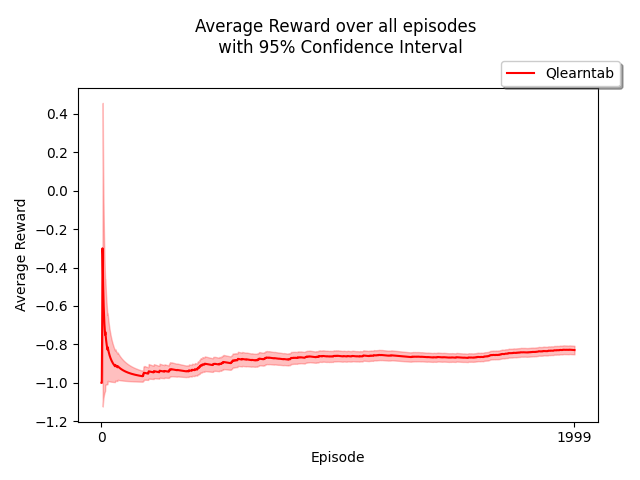 Average Reward over all episodes
with 95% Confidence Interval
Qlearntab
0.4
0.2
0.0
−0.2
−0.4
−0.6
−0.8
−1.0
−1.2
Average Reward
0
1999
Episode